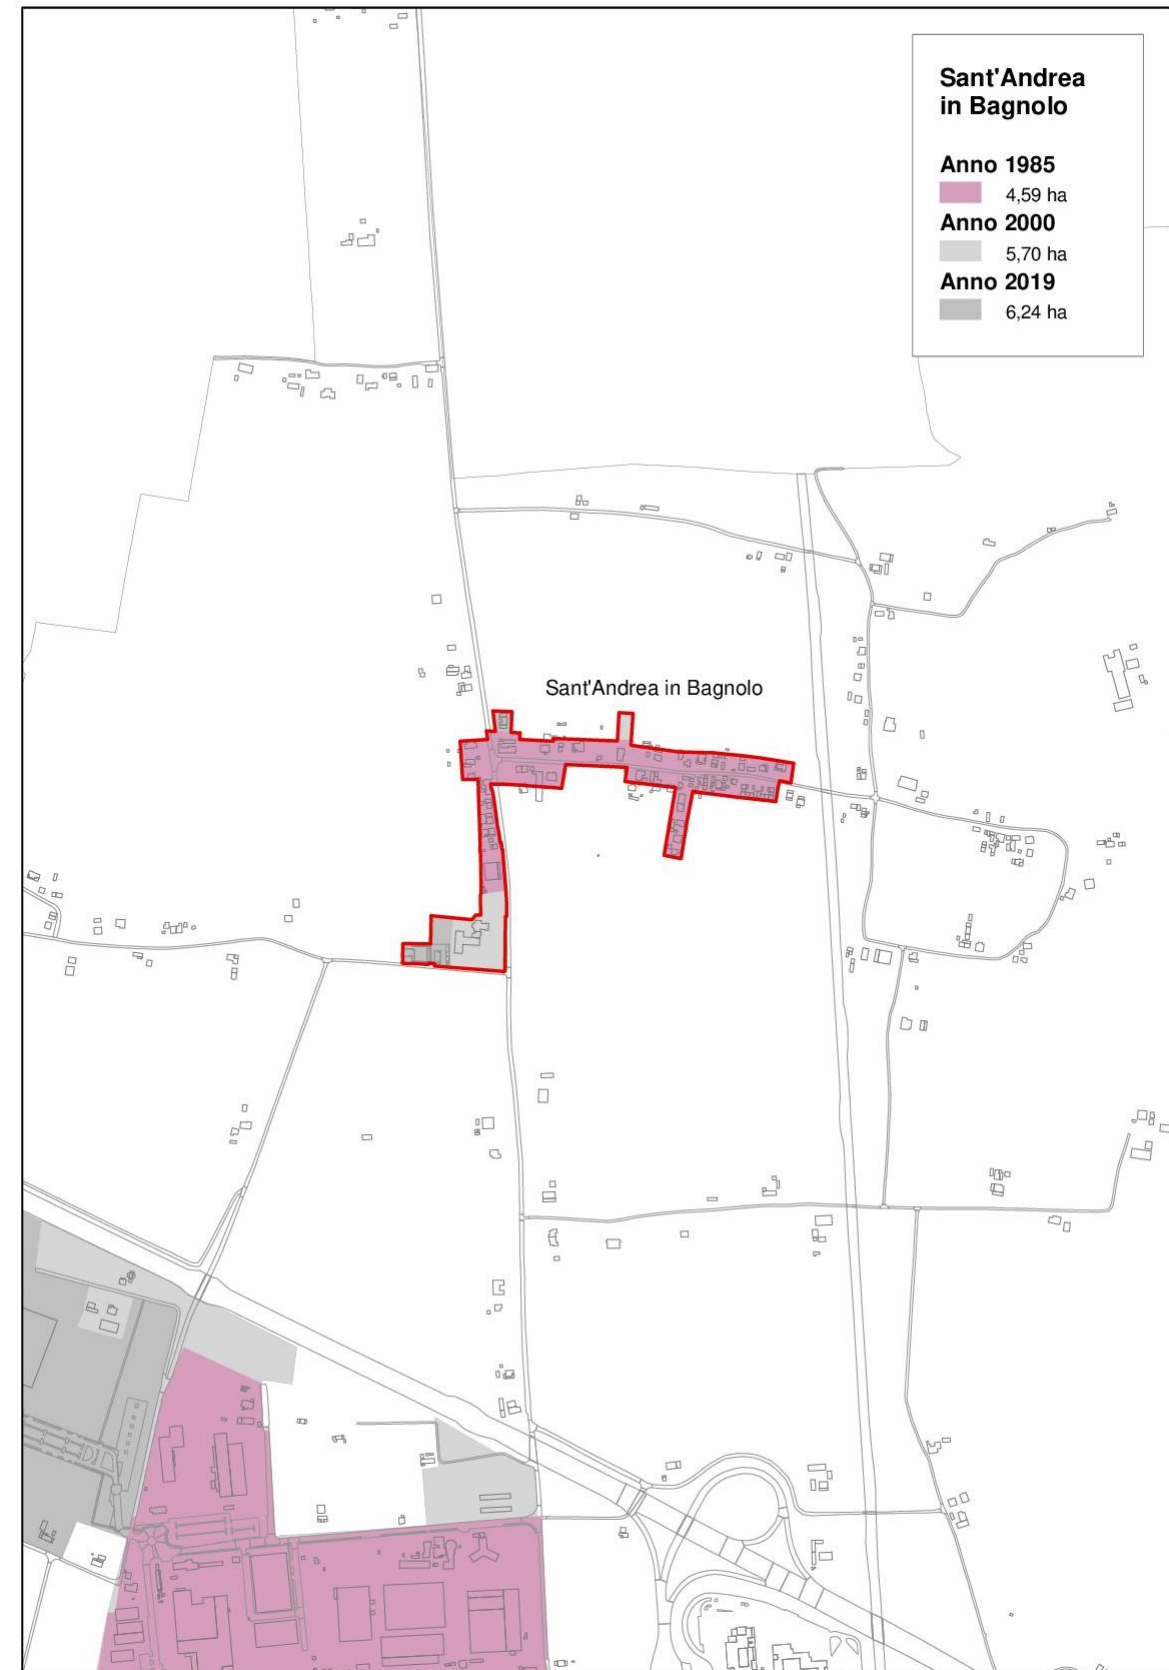 Sant'Andrea
in Bagnolo
Anno 1985
4,59 ha
Anno 2000
5,70 ha
Anno 2019
6,24 ha
Sant'Andrea in Bagnolo